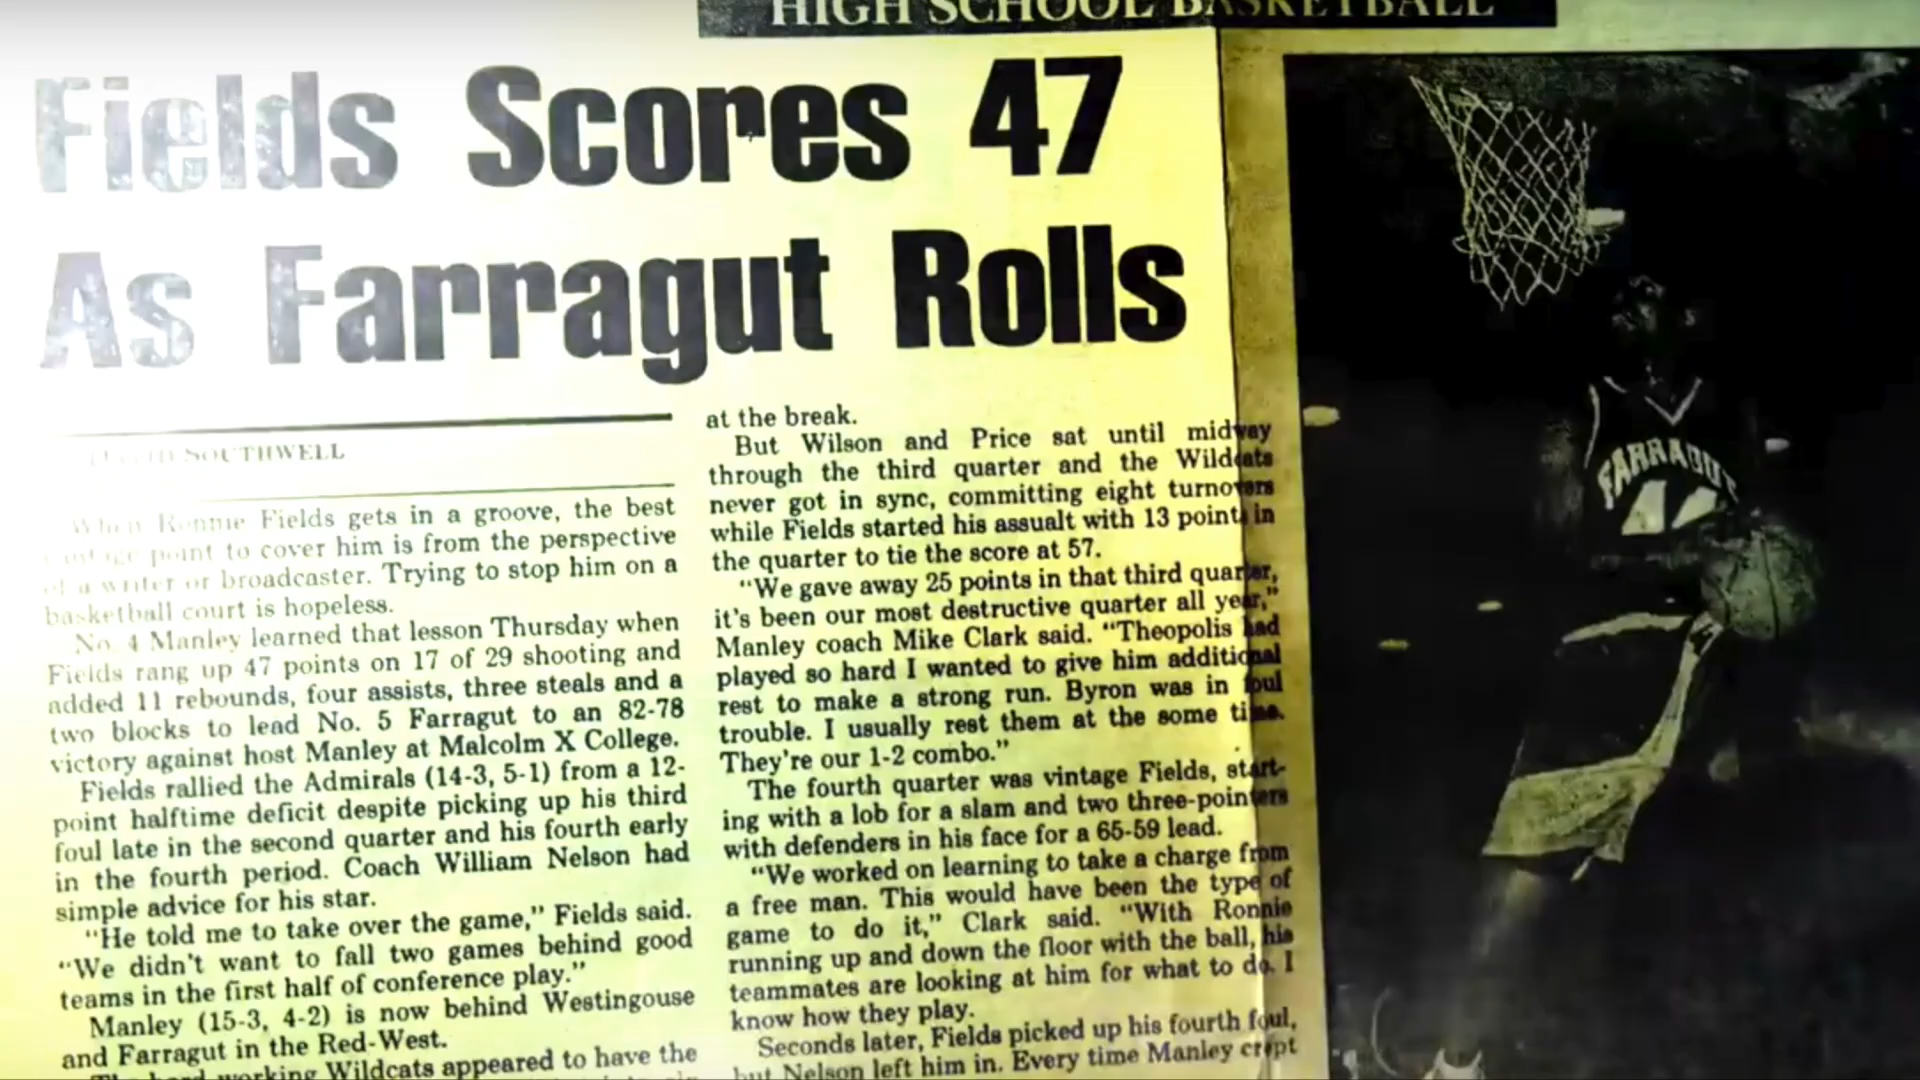 HIGH SCHOOL BASKETBALL
Fields Scores 47
As Farragut Rolls
SOUTHWELL
When Ronnie Fields gets in a groove, the best
vantage point to cover him is from the perspective
of a writer or broadcaster. Trying to stop him on a
basketball court is hopeless.
No. 4 Manley learned that lesson Thursday when
Fields rang up 47 points on 17 of 29 shooting and
added 11 rebounds, four assists, three steals and a
two blocks to lead No. 5 Farragut to an 82-78
victory against host Manley at Malcolm X College.
Fields rallied the Admirals (14-3, 5-1) from a 12-
point halftime deficit despite picking up his third
foul late in the second quarter and his fourth early
in the fourth period. Coach William Nelson had
simple advice for his star.
"He told me to take over the game," Fields said.
"We didn't want to fall two games behind good
teams in the first half of conference play."
Manley (15-3, 4-2) is now behind Westingouse
and Farragut in the Red-West.
The hard working Wildcats appeared to have the
at the break.
But Wilson and Price sat until midway
through the third quarter and the Wildcats
never got in sync, committing eight turnovers
while Fields started his assualt with 13 points in
the quarter to tie the score at 57.
"We gave away 25 points in that third quarter,
it's been our most destructive quarter all year,"
Manley coach Mike Clark said. "Theopolis had
played so hard I wanted to give him additional
rest to make a strong run. Byron was in foul
trouble. I usually rest them at the some time.
They're our 1-2 combo."
The fourth quarter was vintage Fields, start-
ing with a lob for a slam and two three-pointers
with defenders in his face for a 65-59 lead.
"We worked on learning to take a charge from
a free man. This would have been the type of
game to do it," Clark said. "With Ronnie
running up and down the floor with the ball, his
teammates are looking at him for what to do. I
know how they play.
Seconds later, Fields picked up his fourth foul,
but Nelson left him in. Every time Manley crept
FARRAGUT